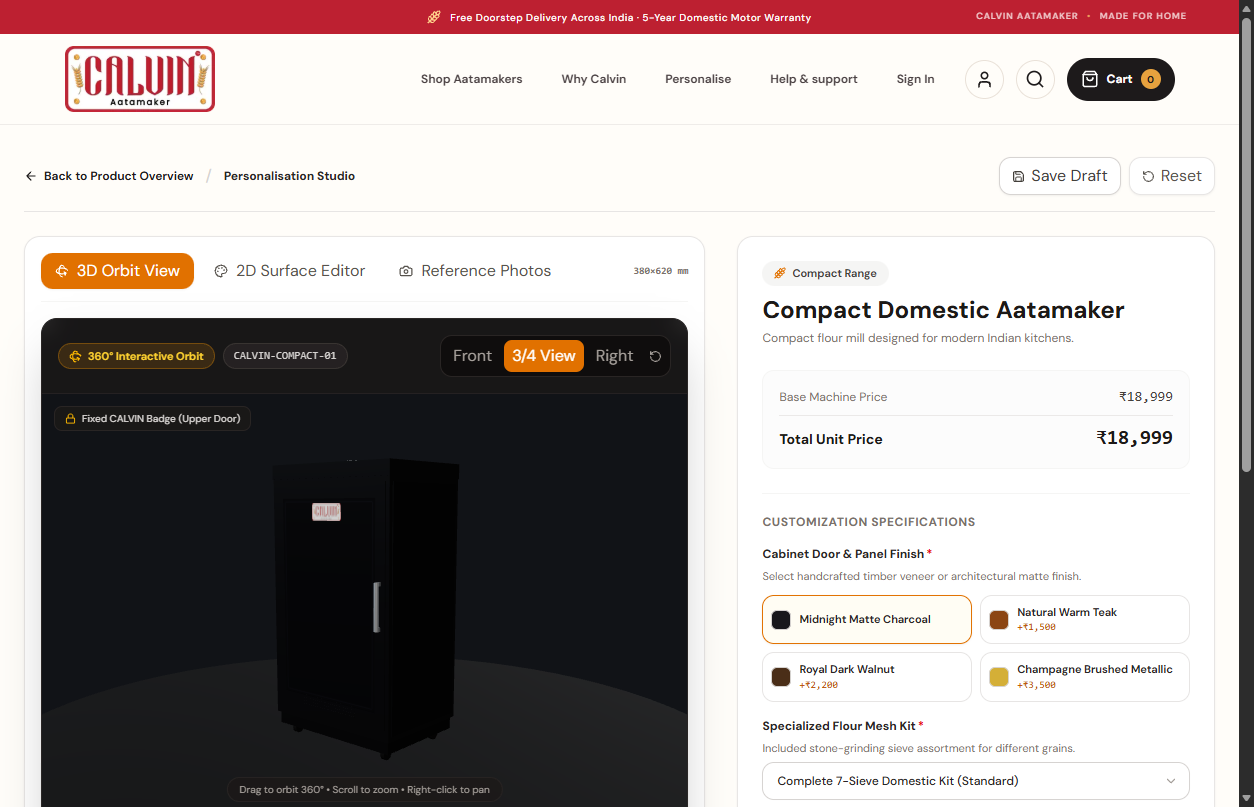 Free Doorstep Delivery Across India · 5-Year Domestic Motor Warranty
CALVIN AATAMAKER • MADE FOR HOME
CALVIN
Aatamaker
Shop Aatamakers
Why Calvin
Personalise
Help & support
Sign In
Cart 0
Back to Product Overview / Personalisation Studio
Save Draft
Reset
3D Orbit View
2D Surface Editor
Reference Photos
380×620 mm
360° Interactive Orbit
CALVIN-COMPACT-01
Front
3/4 View
Right
Fixed CALVIN Badge (Upper Door)
CALVIN
Drag to orbit 360° • Scroll to zoom • Right-click to pan
Compact Range
Compact Domestic Aatamaker
Compact flour mill designed for modern Indian kitchens.
Base Machine Price ₹18,999
Total Unit Price ₹18,999
CUSTOMIZATION SPECIFICATIONS
Cabinet Door & Panel Finish *
Select handcrafted timber veneer or architectural matte finish.
Midnight Matte Charcoal
Natural Warm Teak
+₹1,500
Royal Dark Walnut
+₹2,200
Champagne Brushed Metallic
+₹3,500
Specialized Flour Mesh Kit *
Included stone-grinding sieve assortment for different grains.
Complete 7-Sieve Domestic Kit (Standard)